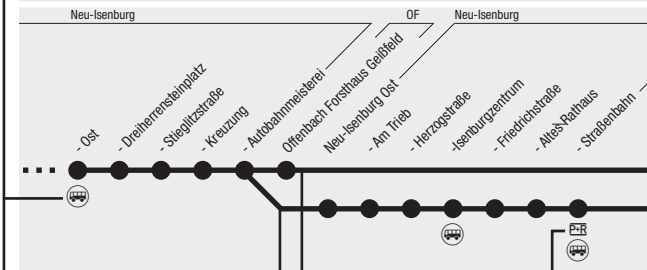 Neu-Isenburg
OF
Neu-Isenburg
- Ost
- Dreiherrensteinplatz
- Stieglitzstraße
- Kreuzung
- Autobahnmeisterei
Offenbach Forsthaus Geißfeld
Neu-Isenburg Ost
- Am Trieb
- Herzogstraße
-Isenburgzentrum
- Friedrichstraße
- Altes Rathaus
- Straßenbahn
P+R